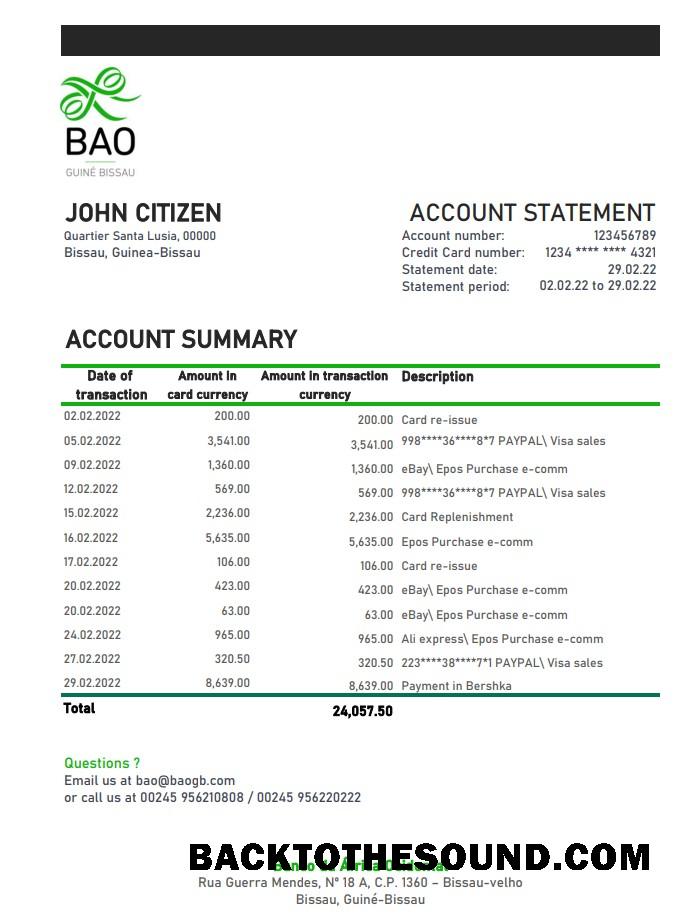 BAO
GUINÉ BISSAU
JOHN CITIZEN
Quartier Santa Lusia, 00000
Bissau, Guinea-Bissau
ACCOUNT STATEMENT
Account number: 123456789
Credit Card number: 1234 **** **** 4321
Statement date: 29.02.22
Statement period: 02.02.22 to 29.02.22
ACCOUNT SUMMARY
Date of transaction Amount in card currency Amount in transaction currency Description
02.02.2022 200.00 200.00 Card re-issue
05.02.2022 3,541.00 3,541.00 998****36****8*7 PAYPAL\ Visa sales
09.02.2022 1,360.00 1,360.00 eBay\ Epos Purchase e-comm
12.02.2022 569.00 569.00 998****36****8*7 PAYPAL\ Visa sales
15.02.2022 2,236.00 2,236.00 Card Replenishment
16.02.2022 5,635.00 5,635.00 Epos Purchase e-comm
17.02.2022 106.00 106.00 Card re-issue
20.02.2022 423.00 423.00 eBay\ Epos Purchase e-comm
20.02.2022 63.00 63.00 eBay\ Epos Purchase e-comm
24.02.2022 965.00 965.00 Ali express\ Epos Purchase e-comm
27.02.2022 320.50 320.50 223****38****7*1 PAYPAL\ Visa sales
29.02.2022 8,639.00 8,639.00 Payment in Bershka
Total 24,057.50
Questions ?
Email us at bao@baogb.com
or call us at 00245 956210808 / 00245 956220222
BACKTOTHESOUND.COM
Rua Guerra Mendes, Nº 18 A, C.P. 1360 – Bissau-velho
Bissau, Guiné-Bissau